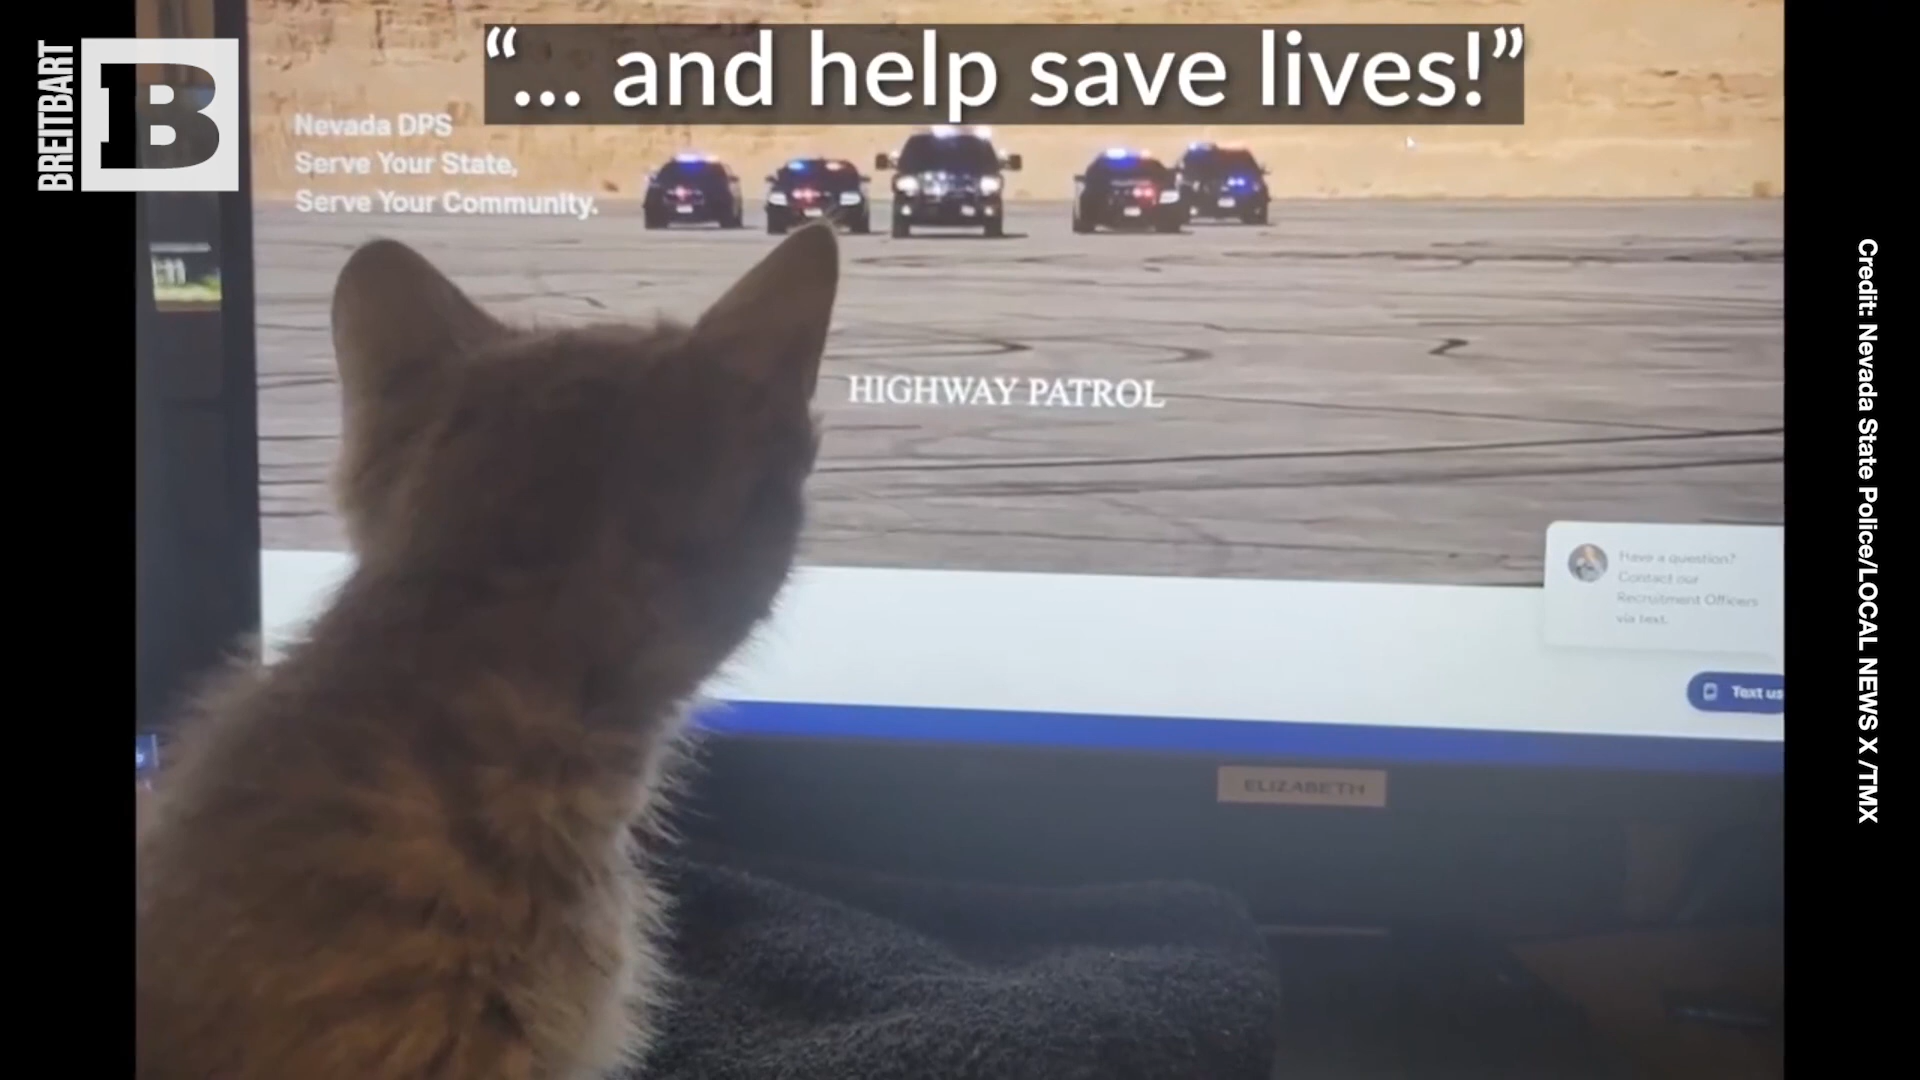 BREITBART
B
“... and help save lives!”
Nevada DPS
Serve Your State,
Serve Your Community.
HIGHWAY PATROL
Have a question?
Contact our
Recruitment Officers
via text.
Text us
ELIZABETH
Credit: Nevada State Police/LOCAL NEWS X /TMX